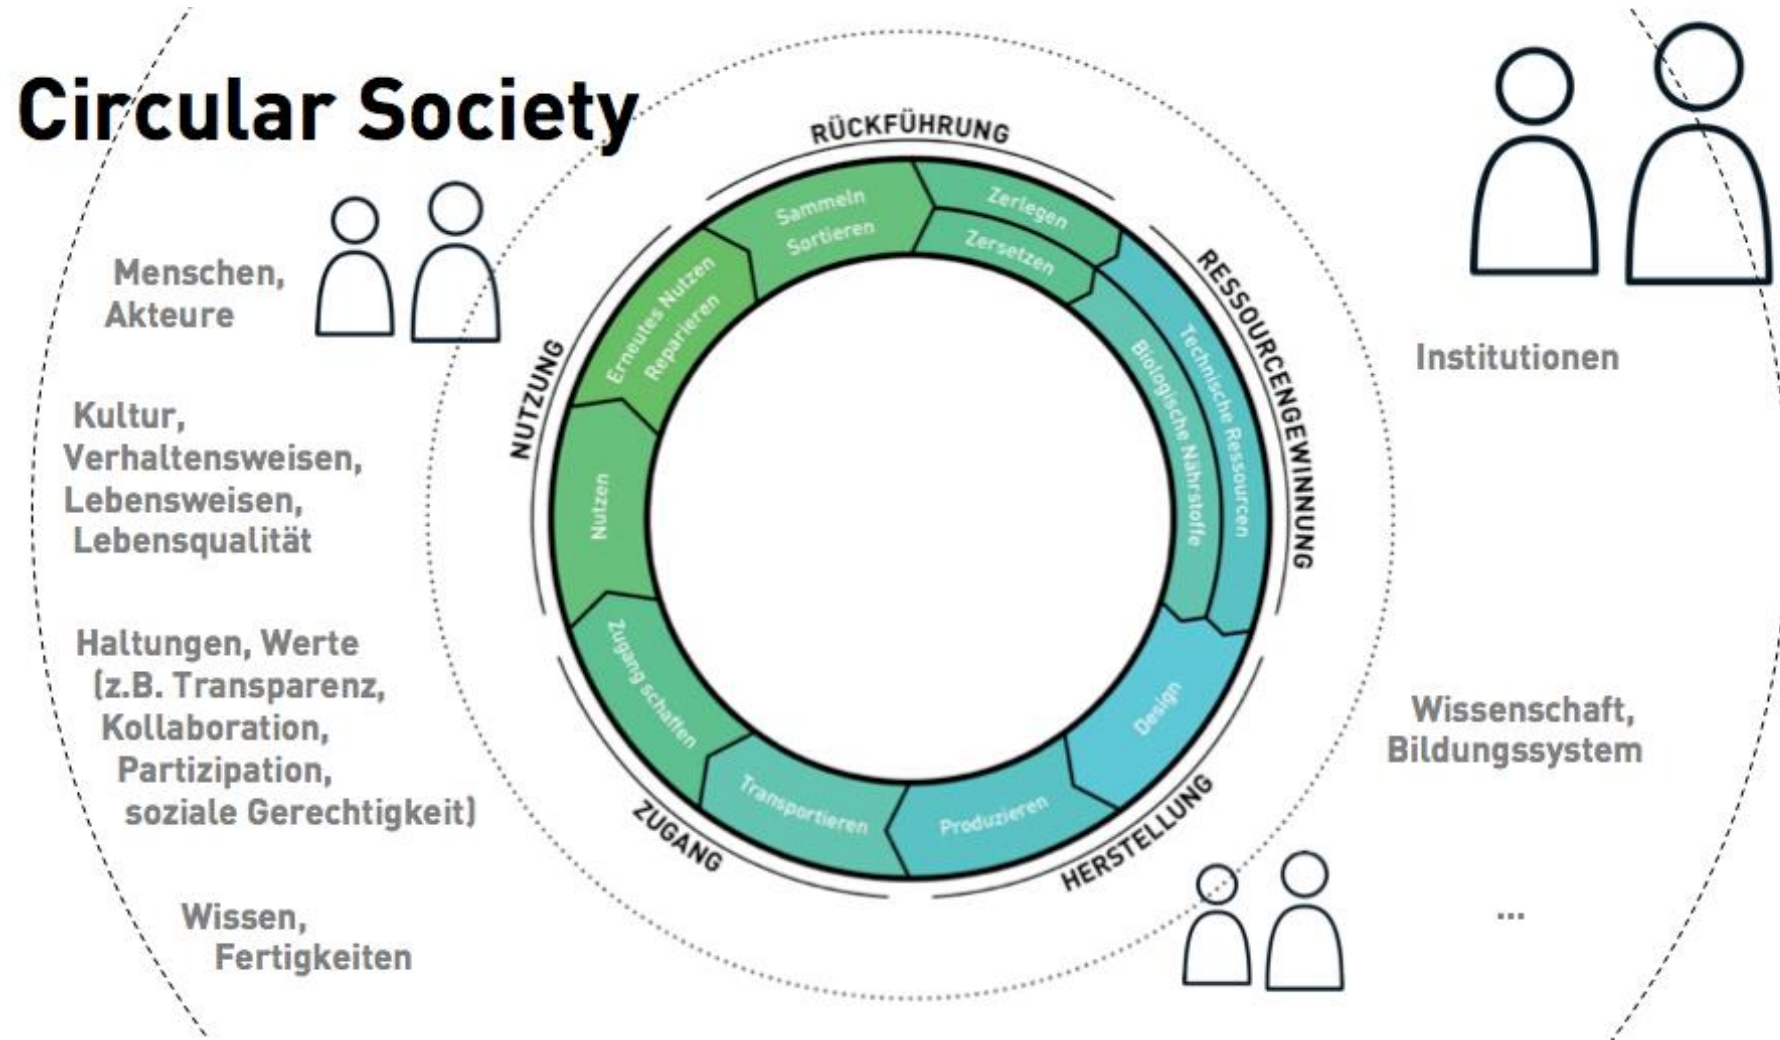 Circular Society
Menschen,
Akteure
Kultur,
Verhaltensweisen,
Lebensweisen,
Lebensqualität
Haltungen, Werte
(z.B. Transparenz,
Kollaboration,
Partizipation,
soziale Gerechtigkeit)
Wissen,
Fertigkeiten
RÜCKFÜHRUNG
Sammeln
Sortieren
Zerlegen
Zersetzen
RESSOURCENGEWINNUNG
Technische Ressourcen
Biologische Nährstoffe
HERSTELLUNG
Design
Produzieren
ZUGANG
Transportieren
Zugang schaffen
NUTZUNG
Nutzen
Erneutes Nutzen
Reparieren
Institutionen
Wissenschaft,
Bildungssystem
...